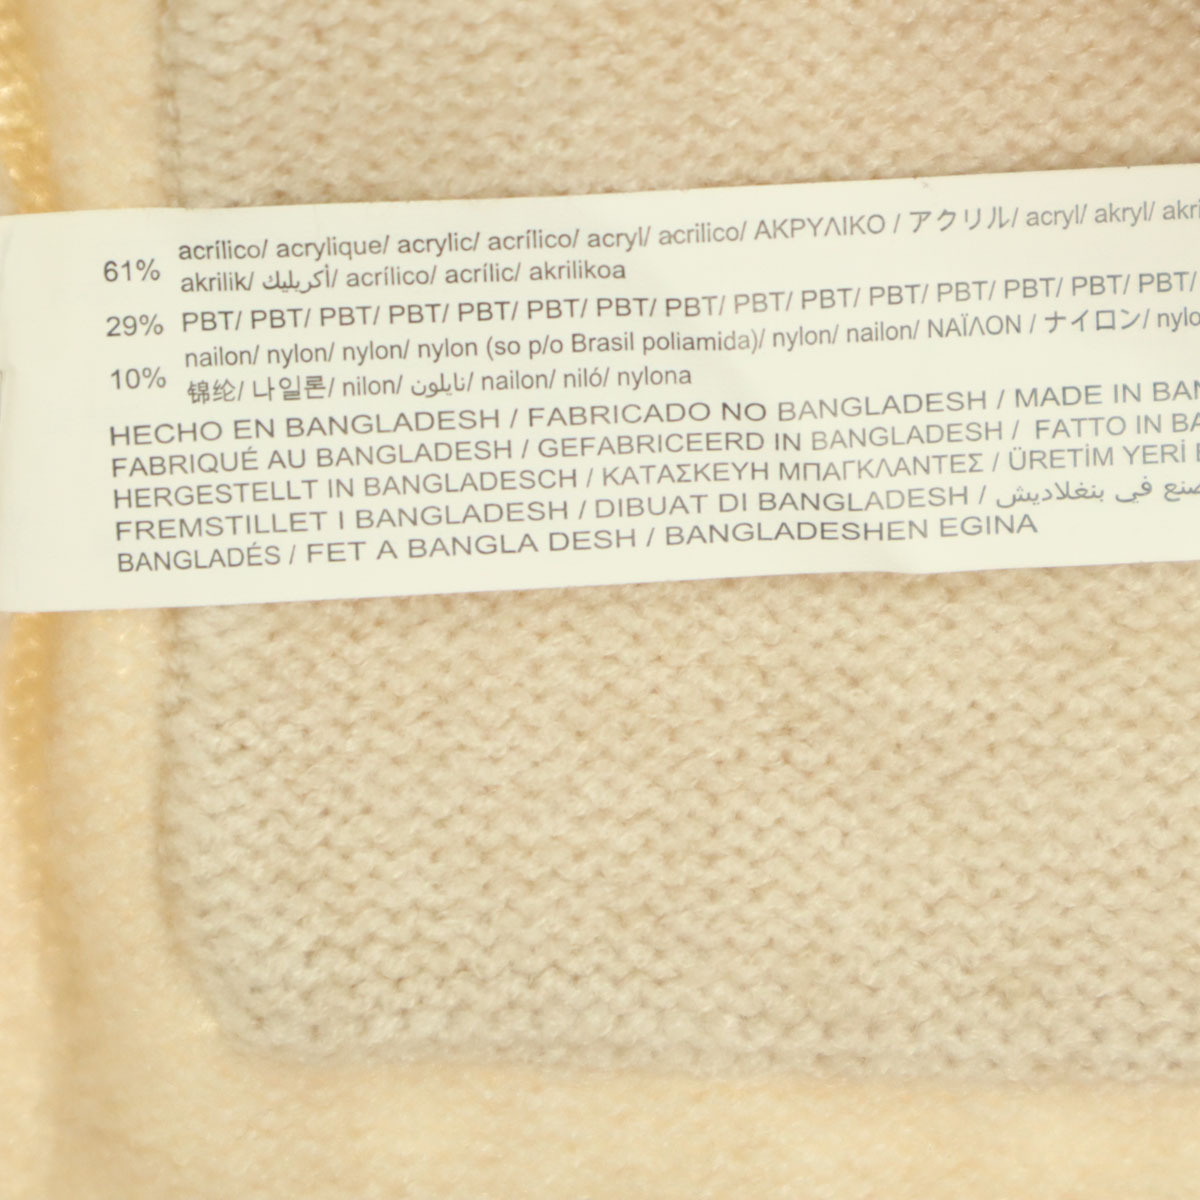 61% acrílico/ acrylique/ acrylic/ acrílico/ acryl/ acrilico/ ΑΚΡΥΛΙΚΟ / アクリル/ acryl/ akryl/
akrilik/ أكريليك/ acrílico/ acrílic/ akrilikoa
29% PBT/ PBT/ PBT/ PBT/ PBT/ PBT/ PBT/ PBT/ PBT/ PBT/ PBT/ PBT/ PBT/ PBT/ PBT/
nailon/ nylon/ nylon/ nylon (so p/o Brasil poliamida)/ nylon/ nailon/ ΝΑΪΛΟΝ / ナイロン/
10% 锦纶/ 나일론/ nilon/ نايلون/ nailon/ niló/ nylona
HECHO EN BANGLADESH / FABRICADO NO BANGLADESH / MADE IN
FABRIQUÉ AU BANGLADESH / GEFABRICEERD IN BANGLADESH / FATTO IN
HERGESTELLT IN BANGLADESCH / ΚΑΤΑΣΚΕΥΗ ΜΠΑΓΚΛΑΝΤΕΣ / ÜRETİM YERİ
FREMSTILLET I BANGLADESH / DIBUAT DI BANGLADESH / صنع في بنغلاديش
BANGLADÉS / FET A BANGLA DESH / BANGLADESHEN EGINA